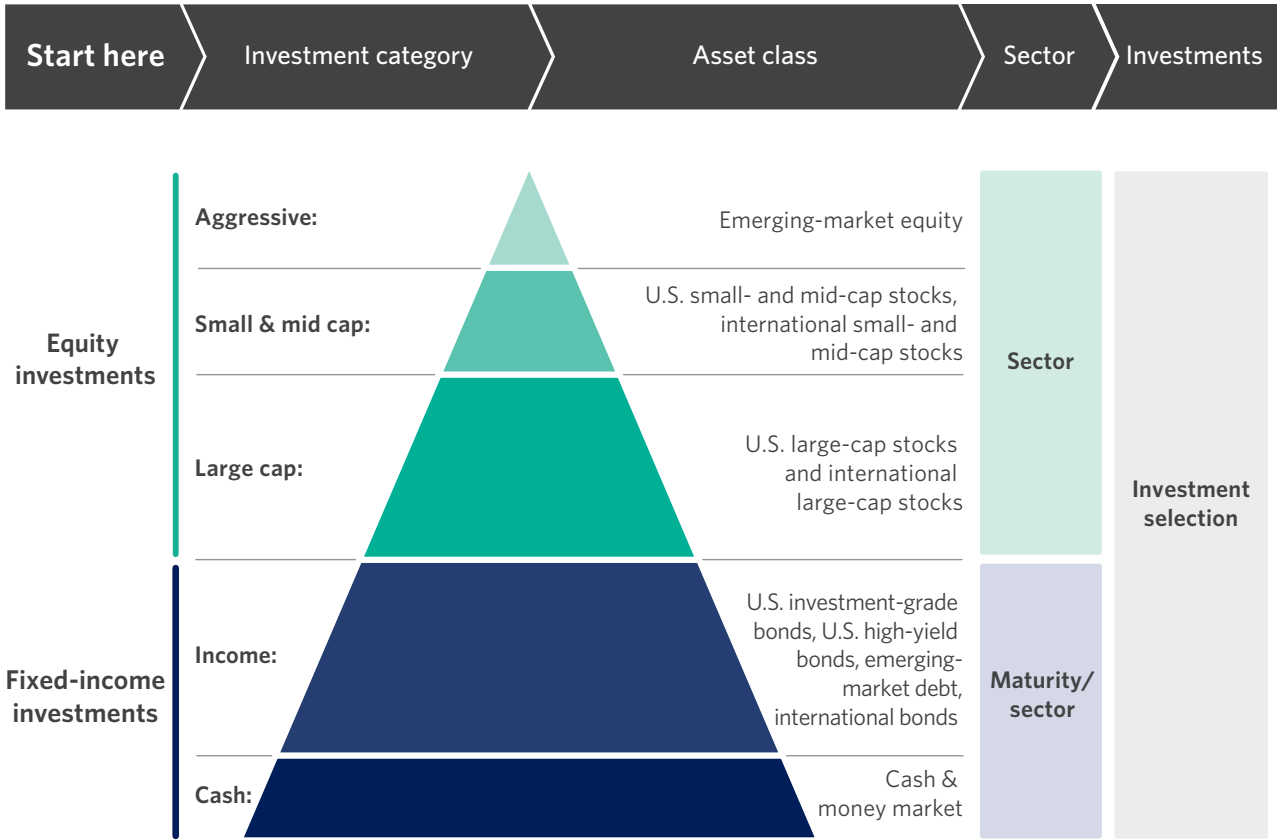 Start here
Investment category
Asset class
Sector
Investments
Equity
investments
Aggressive:
Emerging-market equity
Small & mid cap:
U.S. small- and mid-cap stocks,
international small- and
mid-cap stocks
Large cap:
U.S. large-cap stocks
and international
large-cap stocks
Sector
Investment
selection
Fixed-income
investments
Income:
U.S. investment-grade
bonds, U.S. high-yield
bonds, emerging-
market debt,
international bonds
Cash:
Cash &
money market
Maturity/
sector